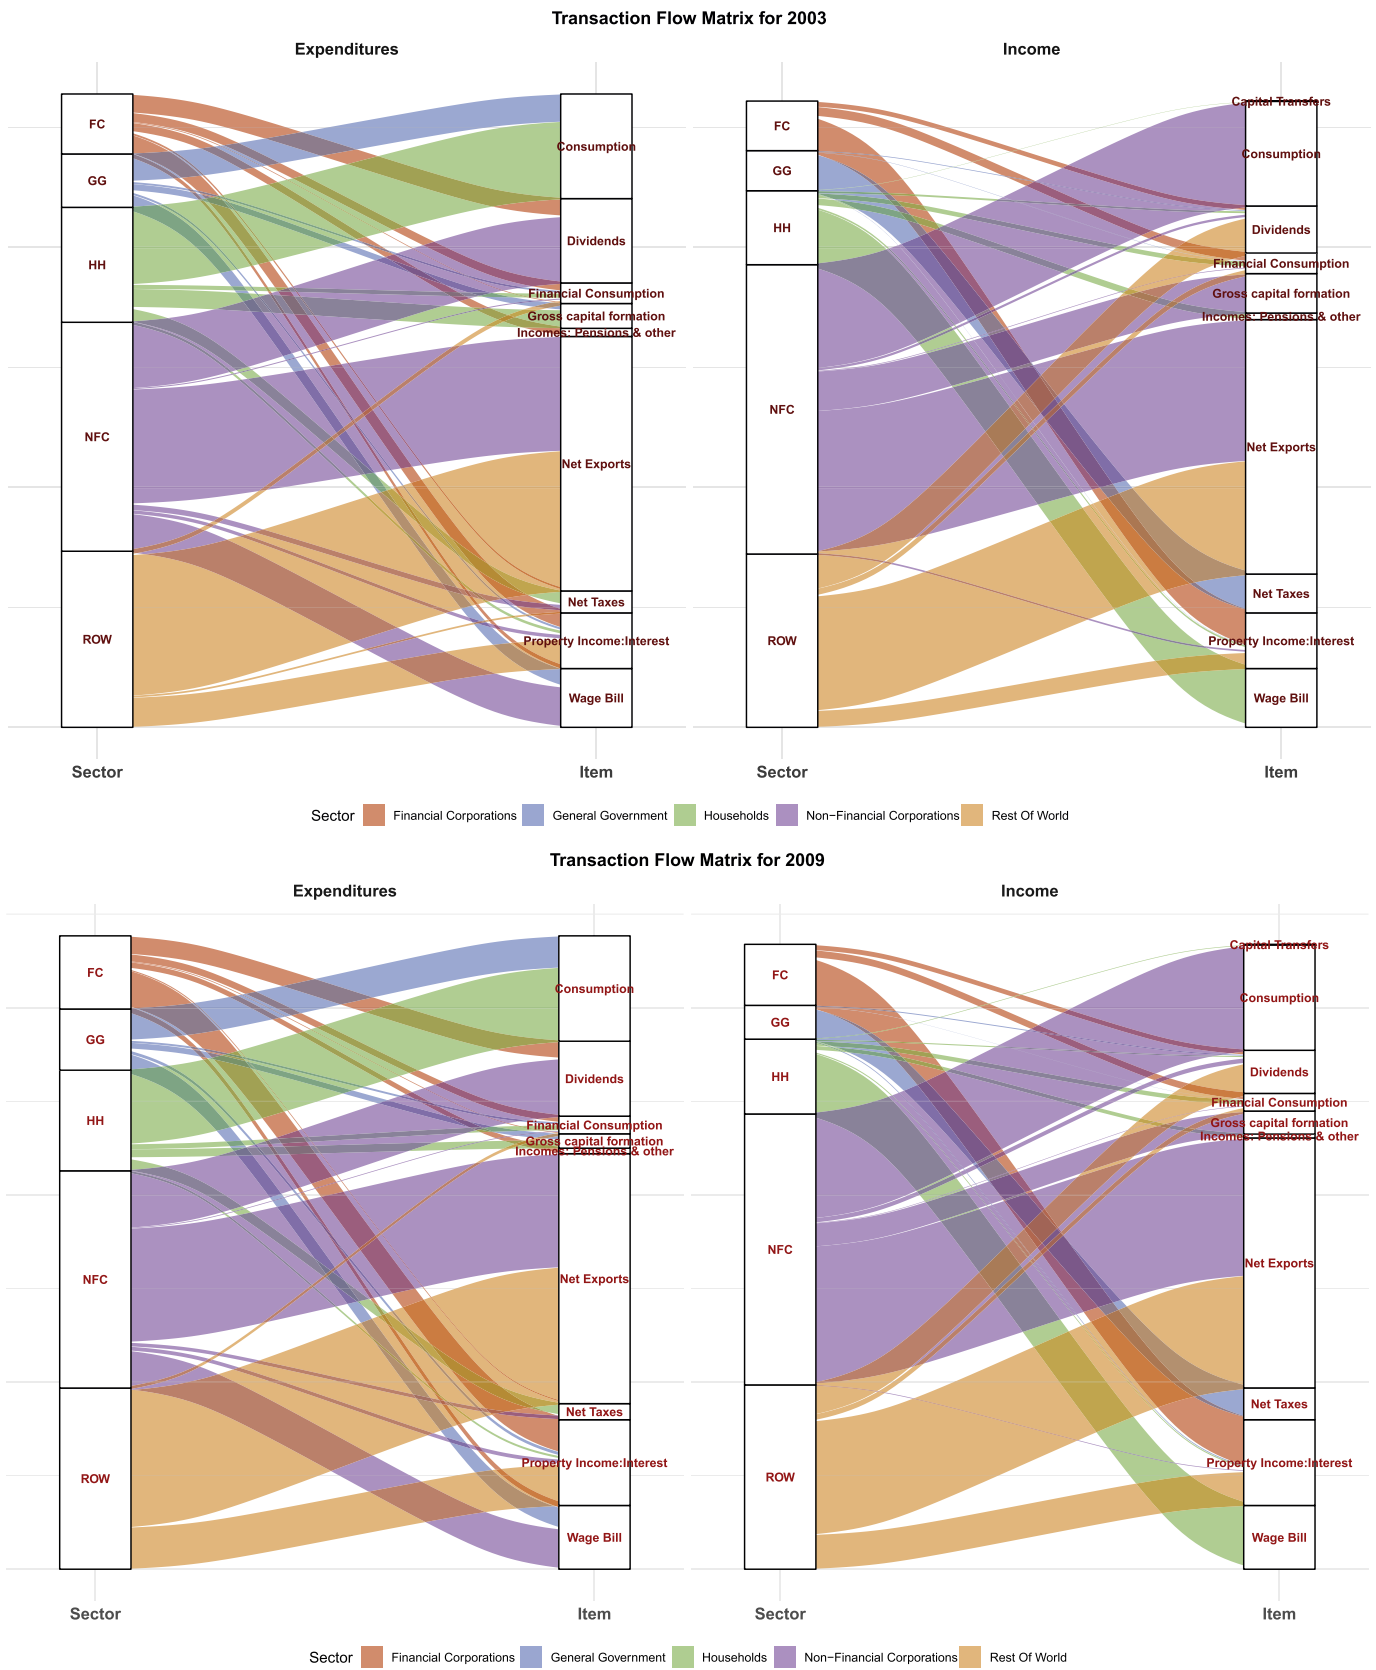 Transaction Flow Matrix for 2003
Expenditures
Income
FC
GG
HH
NFC
ROW
Consumption
Dividends
Financial Consumption
Gross capital formation
Incomes: Pensions & other
Net Exports
Net Taxes
Property Income:Interest
Wage Bill
FC
GG
HH
NFC
ROW
Capital Transfers
Consumption
Dividends
Financial Consumption
Gross capital formation
Incomes: Pensions & other
Net Exports
Net Taxes
Property Income:Interest
Wage Bill
Sector
Item
Sector
Item
Sector Financial Corporations General Government Households Non−Financial Corporations Rest Of World
Transaction Flow Matrix for 2009
Expenditures
Income
FC
GG
HH
NFC
ROW
Consumption
Dividends
Financial Consumption
Gross capital formation
Incomes: Pensions & other
Net Exports
Net Taxes
Property Income:Interest
Wage Bill
FC
GG
HH
NFC
ROW
Capital Transfers
Consumption
Dividends
Financial Consumption
Gross capital formation
Incomes: Pensions & other
Net Exports
Net Taxes
Property Income:Interest
Wage Bill
Sector
Item
Sector
Item
Sector Financial Corporations General Government Households Non−Financial Corporations Rest Of World